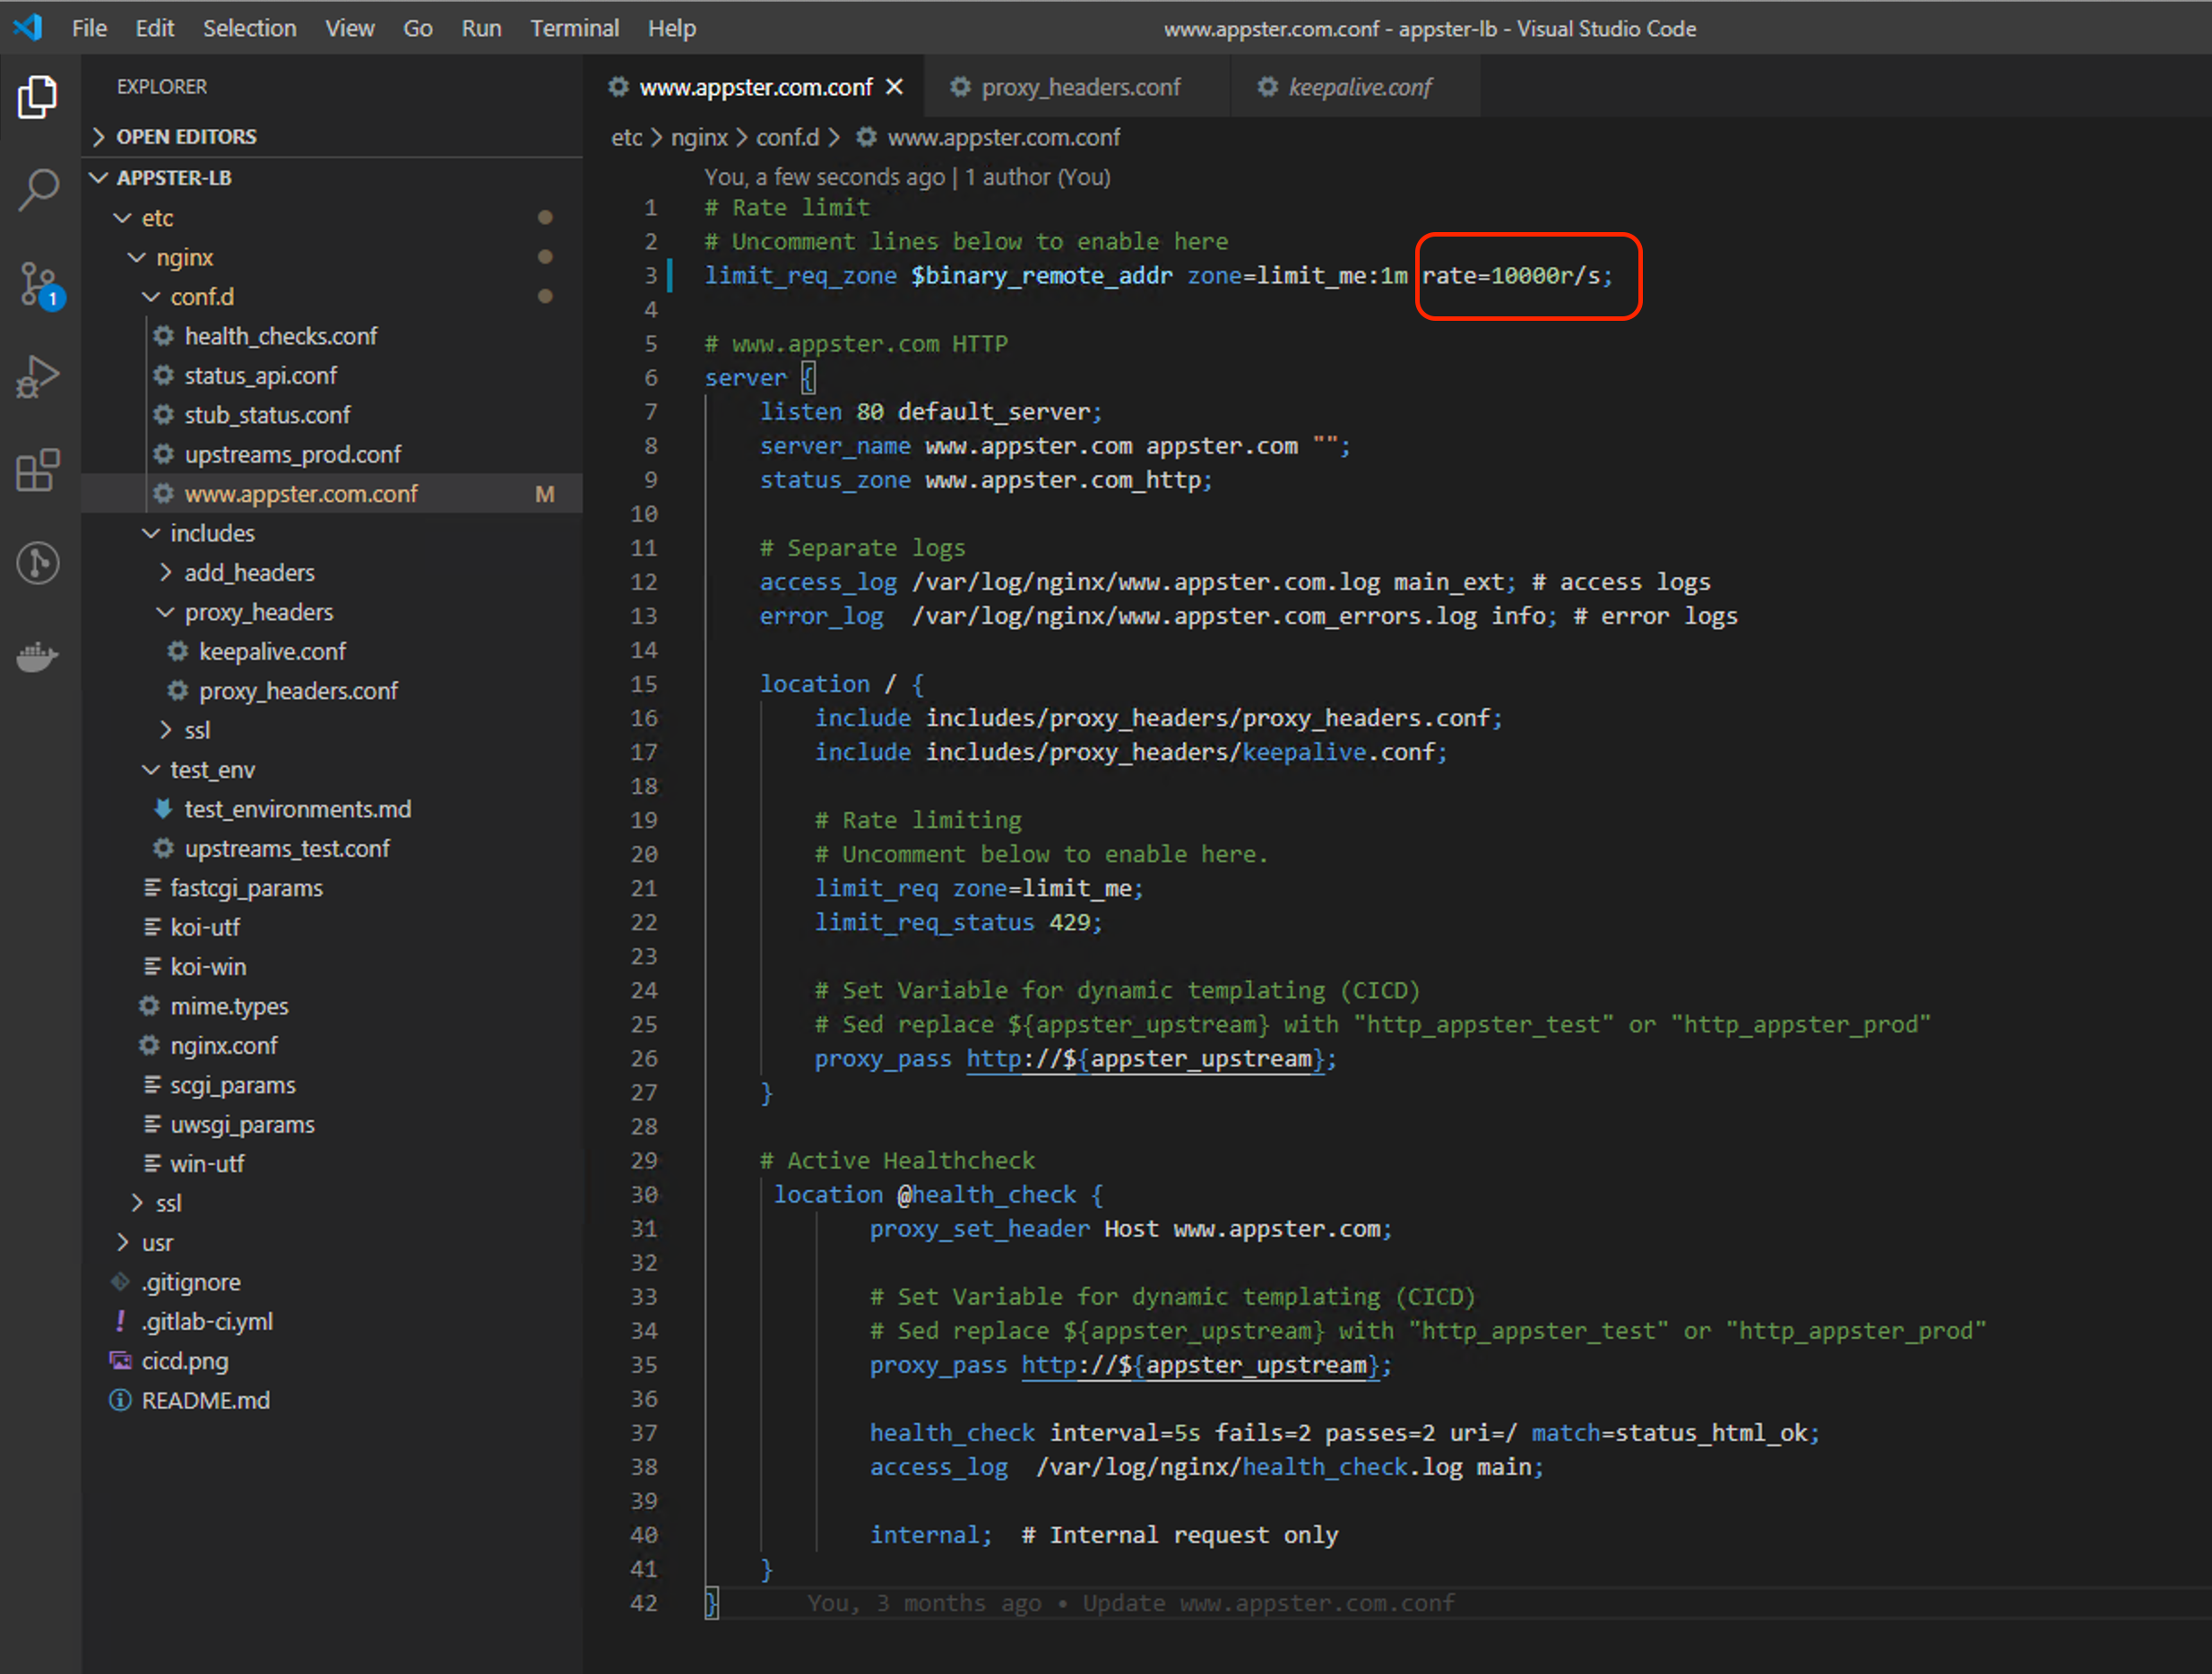 File Edit Selection View Go Run Terminal Help www.appster.com.conf - appster-lb - Visual Studio Code
EXPLORER
OPEN EDITORS
APPSTER-LB
etc
nginx
conf.d
health_checks.conf
status_api.conf
stub_status.conf
upstreams_prod.conf
www.appster.com.conf M
includes
add_headers
proxy_headers
keepalive.conf
proxy_headers.conf
ssl
test_env
test_environments.md
upstreams_test.conf
fastcgi_params
koi-utf
koi-win
mime.types
nginx.conf
scgi_params
uwsgi_params
win-utf
ssl
usr
.gitignore
.gitlab-ci.yml
cicd.png
README.md
1
www.appster.com.conf proxy_headers.conf keepalive.conf
etc > nginx > conf.d > www.appster.com.conf
You, a few seconds ago | 1 author (You)
1 # Rate limit
2 # Uncomment lines below to enable here
3 limit_req_zone $binary_remote_addr zone=limit_me:1m rate=10000r/s;
4
5 # www.appster.com HTTP
6 server {
7 listen 80 default_server;
8 server_name www.appster.com appster.com "";
9 status_zone www.appster.com_http;
10
11 # Separate logs
12 access_log /var/log/nginx/www.appster.com.log main_ext; # access logs
13 error_log /var/log/nginx/www.appster.com_errors.log info; # error logs
14
15 location / {
16 include includes/proxy_headers/proxy_headers.conf;
17 include includes/proxy_headers/keepalive.conf;
18
19 # Rate limiting
20 # Uncomment below to enable here.
21 limit_req zone=limit_me;
22 limit_req_status 429;
23
24 # Set Variable for dynamic templating (CICD)
25 # Sed replace ${appster_upstream} with "http_appster_test" or "http_appster_prod"
26 proxy_pass http://${appster_upstream};
27 }
28
29 # Active Healthcheck
30 location @health_check {
31 proxy_set_header Host www.appster.com;
32
33 # Set Variable for dynamic templating (CICD)
34 # Sed replace ${appster_upstream} with "http_appster_test" or "http_appster_prod"
35 proxy_pass http://${appster_upstream};
36
37 health_check interval=5s fails=2 passes=2 uri=/ match=status_html_ok;
38 access_log /var/log/nginx/health_check.log main;
39
40 internal; # Internal request only
41 }
42 } You, 3 months ago • Update www.appster.com.conf